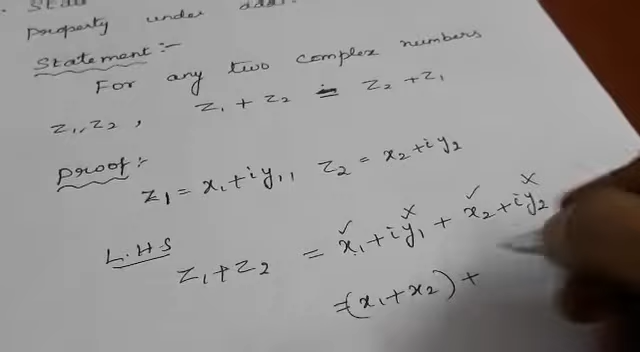 property under
Statement :-
For any two complex numbers
z₁, z₂ , z₁ + z₂ = z₂ + z₁
Proof :-
z₁ = x₁ + iy₁, z₂ = x₂ + iy₂
L.H.S
z₁ + z₂ = x₁ + iy₁ + x₂ + iy₂
= (x₁ + x₂) +